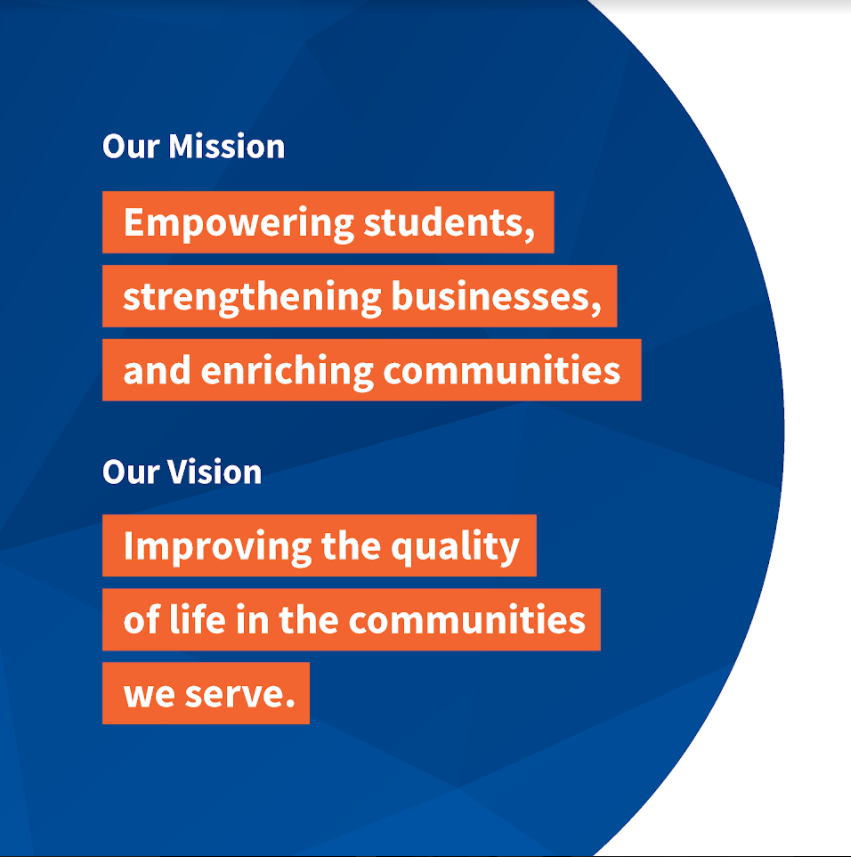 Our Mission
Empowering students,
strengthening businesses,
and enriching communities
Our Vision
Improving the quality
of life in the communities
we serve.